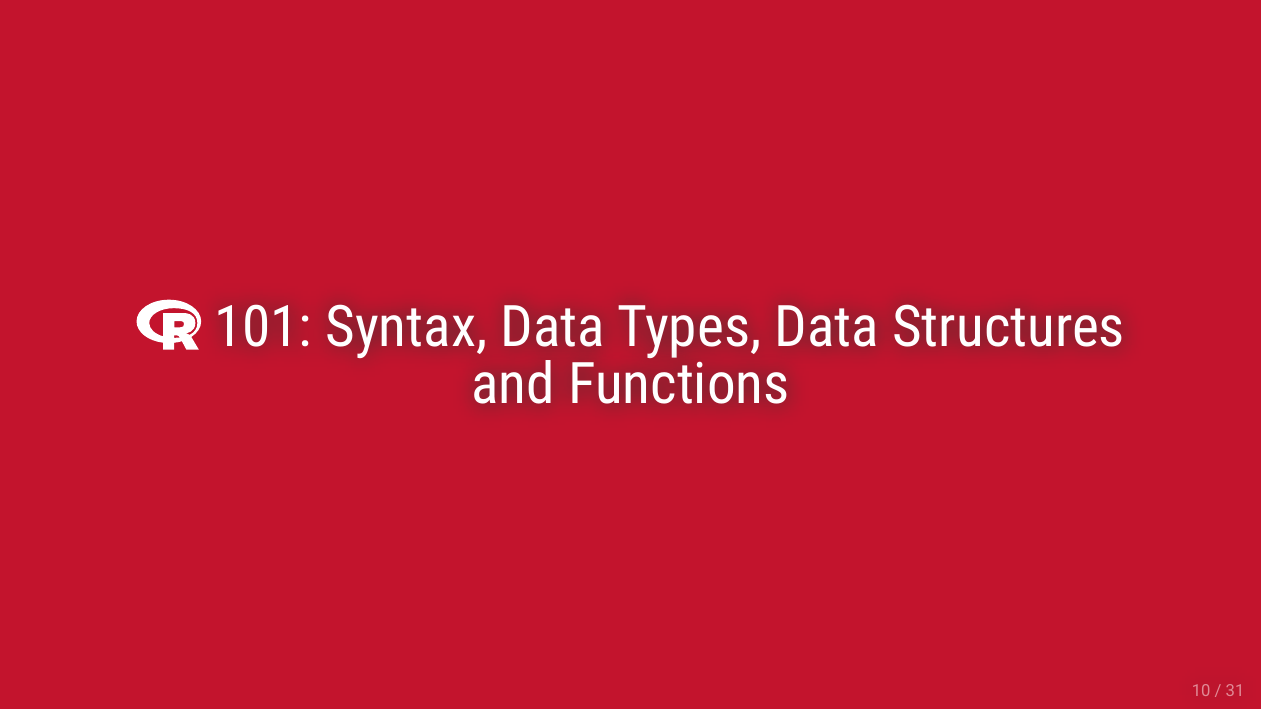 R 101: Syntax, Data Types, Data Structures
and Functions
10 / 31